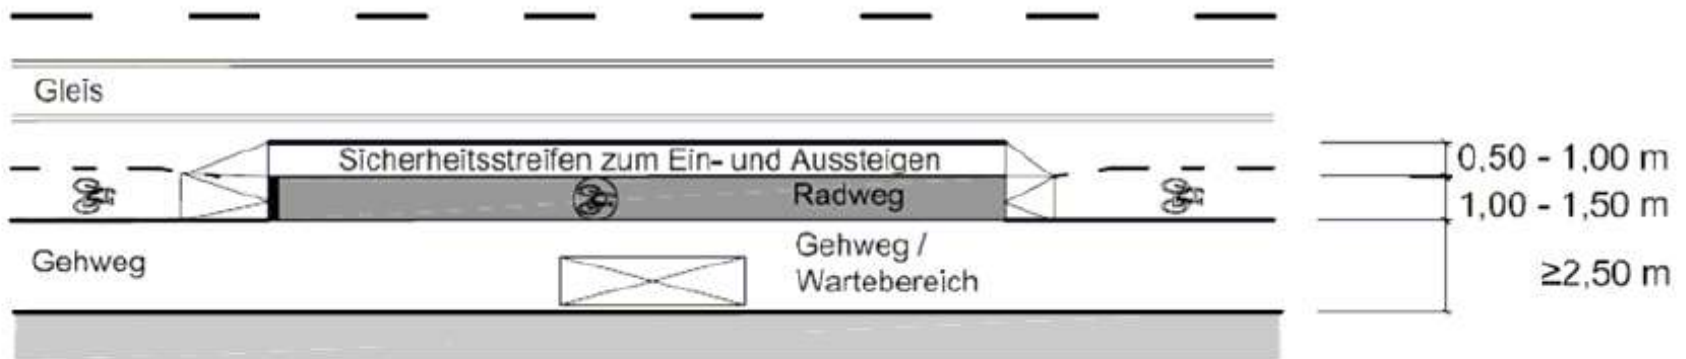 Gleis
Sicherheitsstreifen zum Ein- und Aussteigen
0,50 - 1,00 m
Radweg
1,00 - 1,50 m
Gehweg
Gehweg /
Wartebereich
≥2,50 m